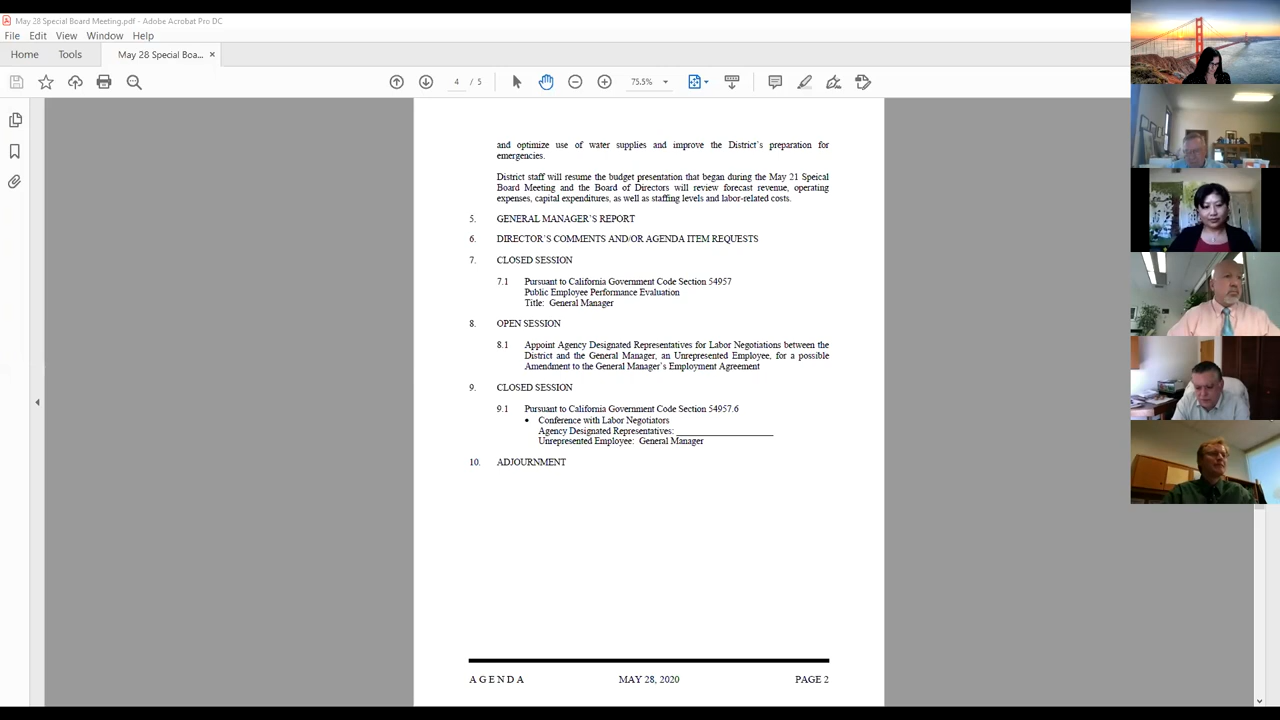 May 28 Special Board Meeting.pdf - Adobe Acrobat Pro DC
File Edit View Window Help
Home Tools May 28 Special Boa... ×
4 / 5 75.5%
and optimize use of water supplies and improve the District's preparation for
emergencies.
District staff will resume the budget presentation that began during the May 21 Speical
Board Meeting and the Board of Directors will review forecast revenue, operating
expenses, capital expenditures, as well as staffing levels and labor-related costs.
5. GENERAL MANAGER'S REPORT
6. DIRECTOR'S COMMENTS AND/OR AGENDA ITEM REQUESTS
7. CLOSED SESSION
7.1 Pursuant to California Government Code Section 54957
Public Employee Performance Evaluation
Title: General Manager
8. OPEN SESSION
8.1 Appoint Agency Designated Representatives for Labor Negotiations between the
District and the General Manager, an Unrepresented Employee, for a possible
Amendment to the General Manager's Employment Agreement
9. CLOSED SESSION
9.1 Pursuant to California Government Code Section 54957.6
• Conference with Labor Negotiators
Agency Designated Representatives: ____________________
Unrepresented Employee: General Manager
10. ADJOURNMENT
AGENDA MAY 28, 2020 PAGE 2